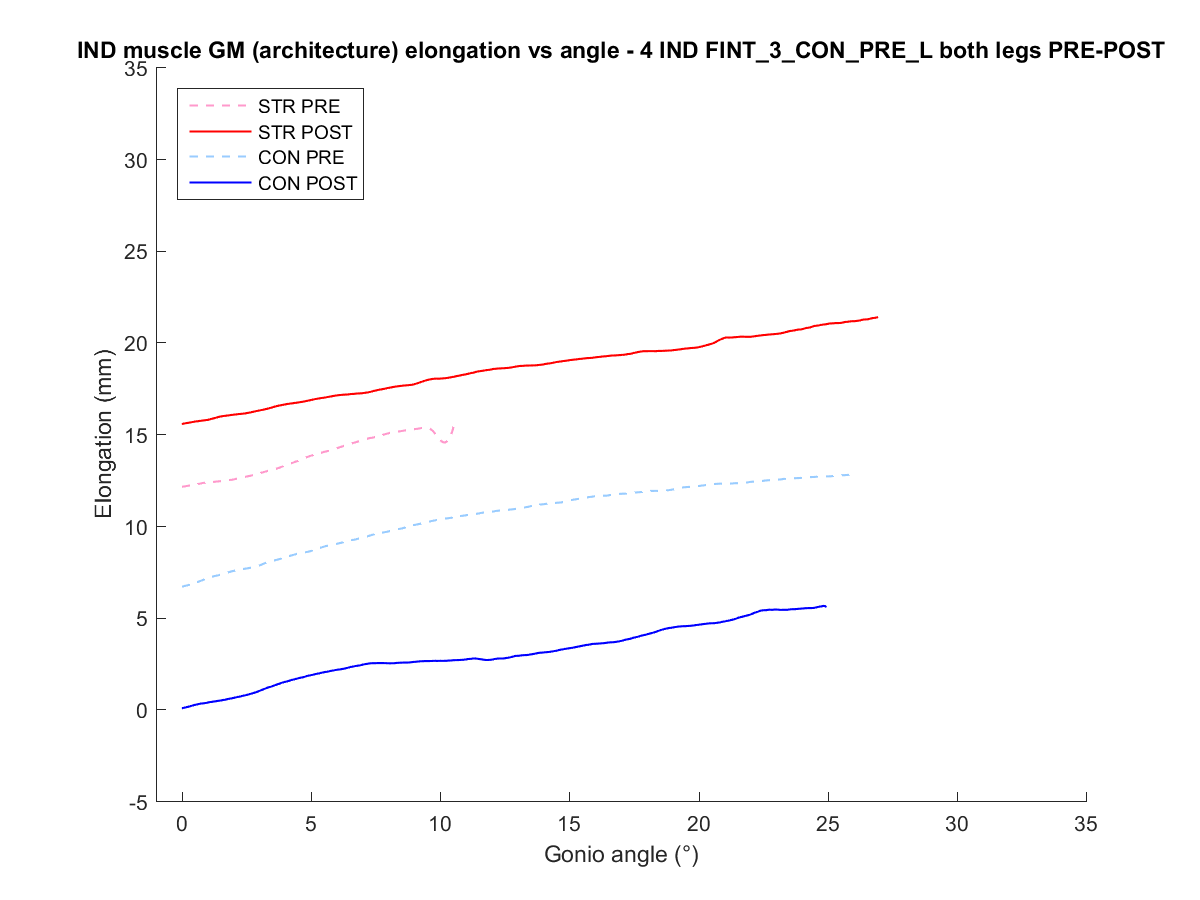 IND muscle GM (architecture) elongation vs angle - 4 IND FINT_3_CON_PRE_L both legs PRE-POST
STR PRE
STR POST
CON PRE
CON POST
35
30
25
20
15
10
5
0
-5
Elongation (mm)
0 5 10 15 20 25 30 35
Gonio angle (°)